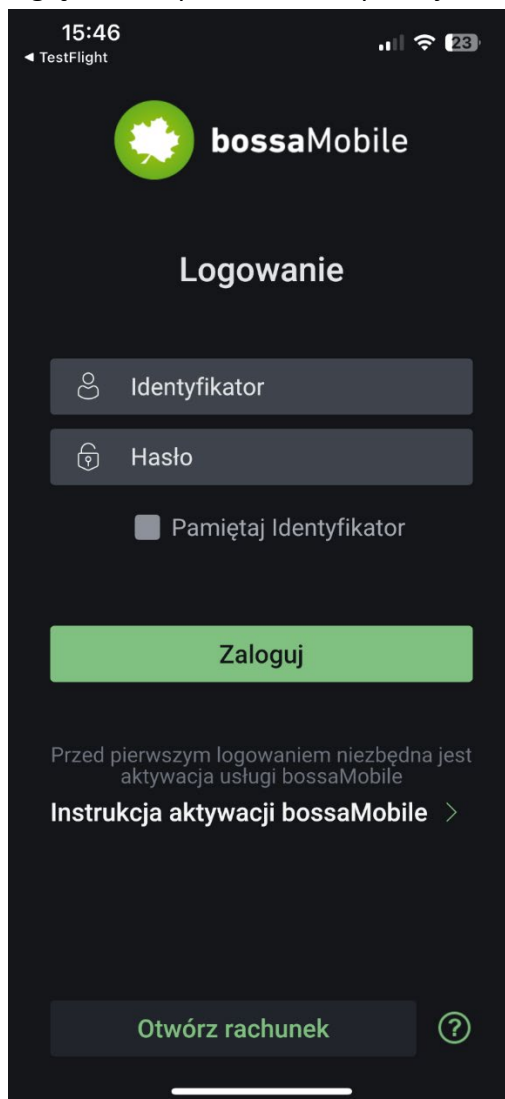 15:46
23
◄ TestFlight
bossaMobile
Logowanie
Identyfikator
Hasło
Pamiętaj Identyfikator
Zaloguj
Przed pierwszym logowaniem niezbędna jest
aktywacja usługi bossaMobile
Instrukcja aktywacji bossaMobile >
Otwórz rachunek
?